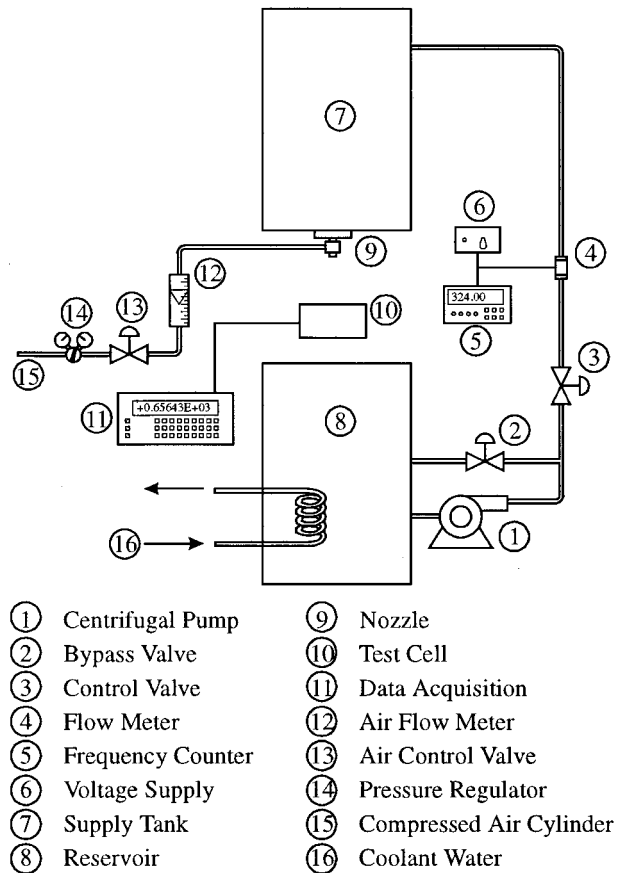 7
6
9
4
12
324.00
14
13
10
5
3
15
+0.65643E+03
11
8
2
1
16
1 Centrifugal Pump
2 Bypass Valve
3 Control Valve
4 Flow Meter
5 Frequency Counter
6 Voltage Supply
7 Supply Tank
8 Reservoir
9 Nozzle
10 Test Cell
11 Data Acquisition
12 Air Flow Meter
13 Air Control Valve
14 Pressure Regulator
15 Compressed Air Cylinder
16 Coolant Water